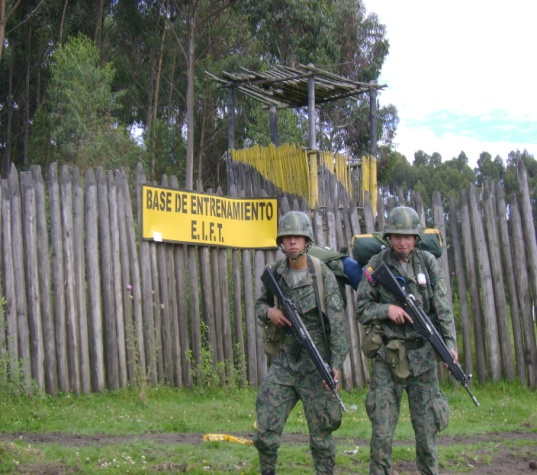 BASE DE ENTRENAMIENTO
E.I.F.T.